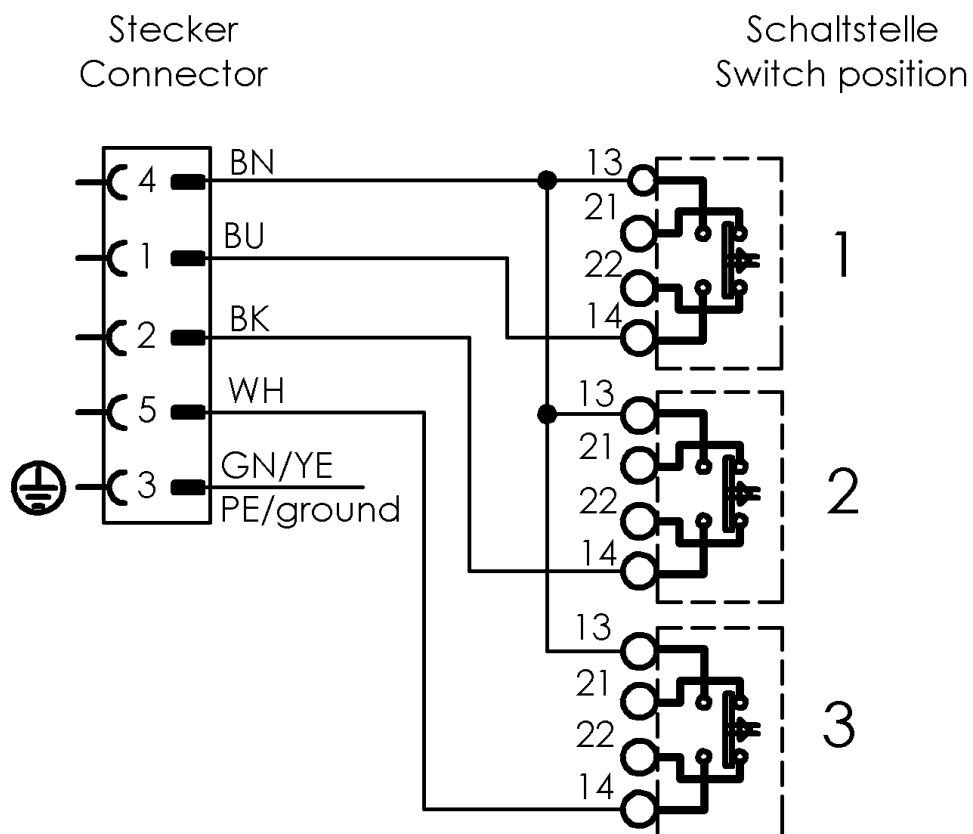 Stecker
Connector
Schaltstelle
Switch position
4 BN
1 BU
2 BK
5 WH
3 GN/YE
PE/ground
13
21
22
14
1
13
21
22
14
2
13
21
22
14
3